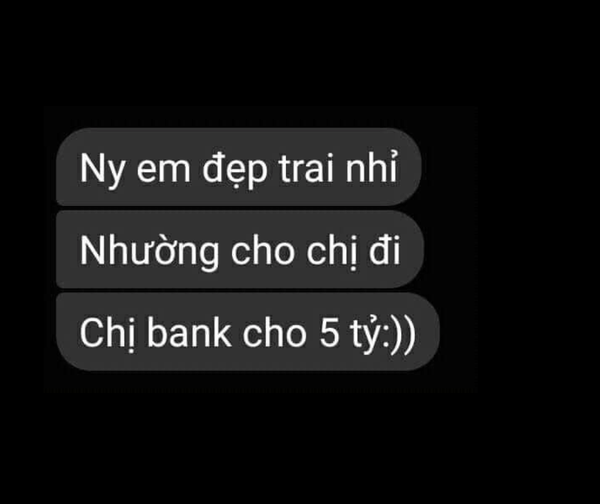 Ny em đẹp trai nhỉ
Nhường cho chị đi
Chị bank cho 5 tỷ:))